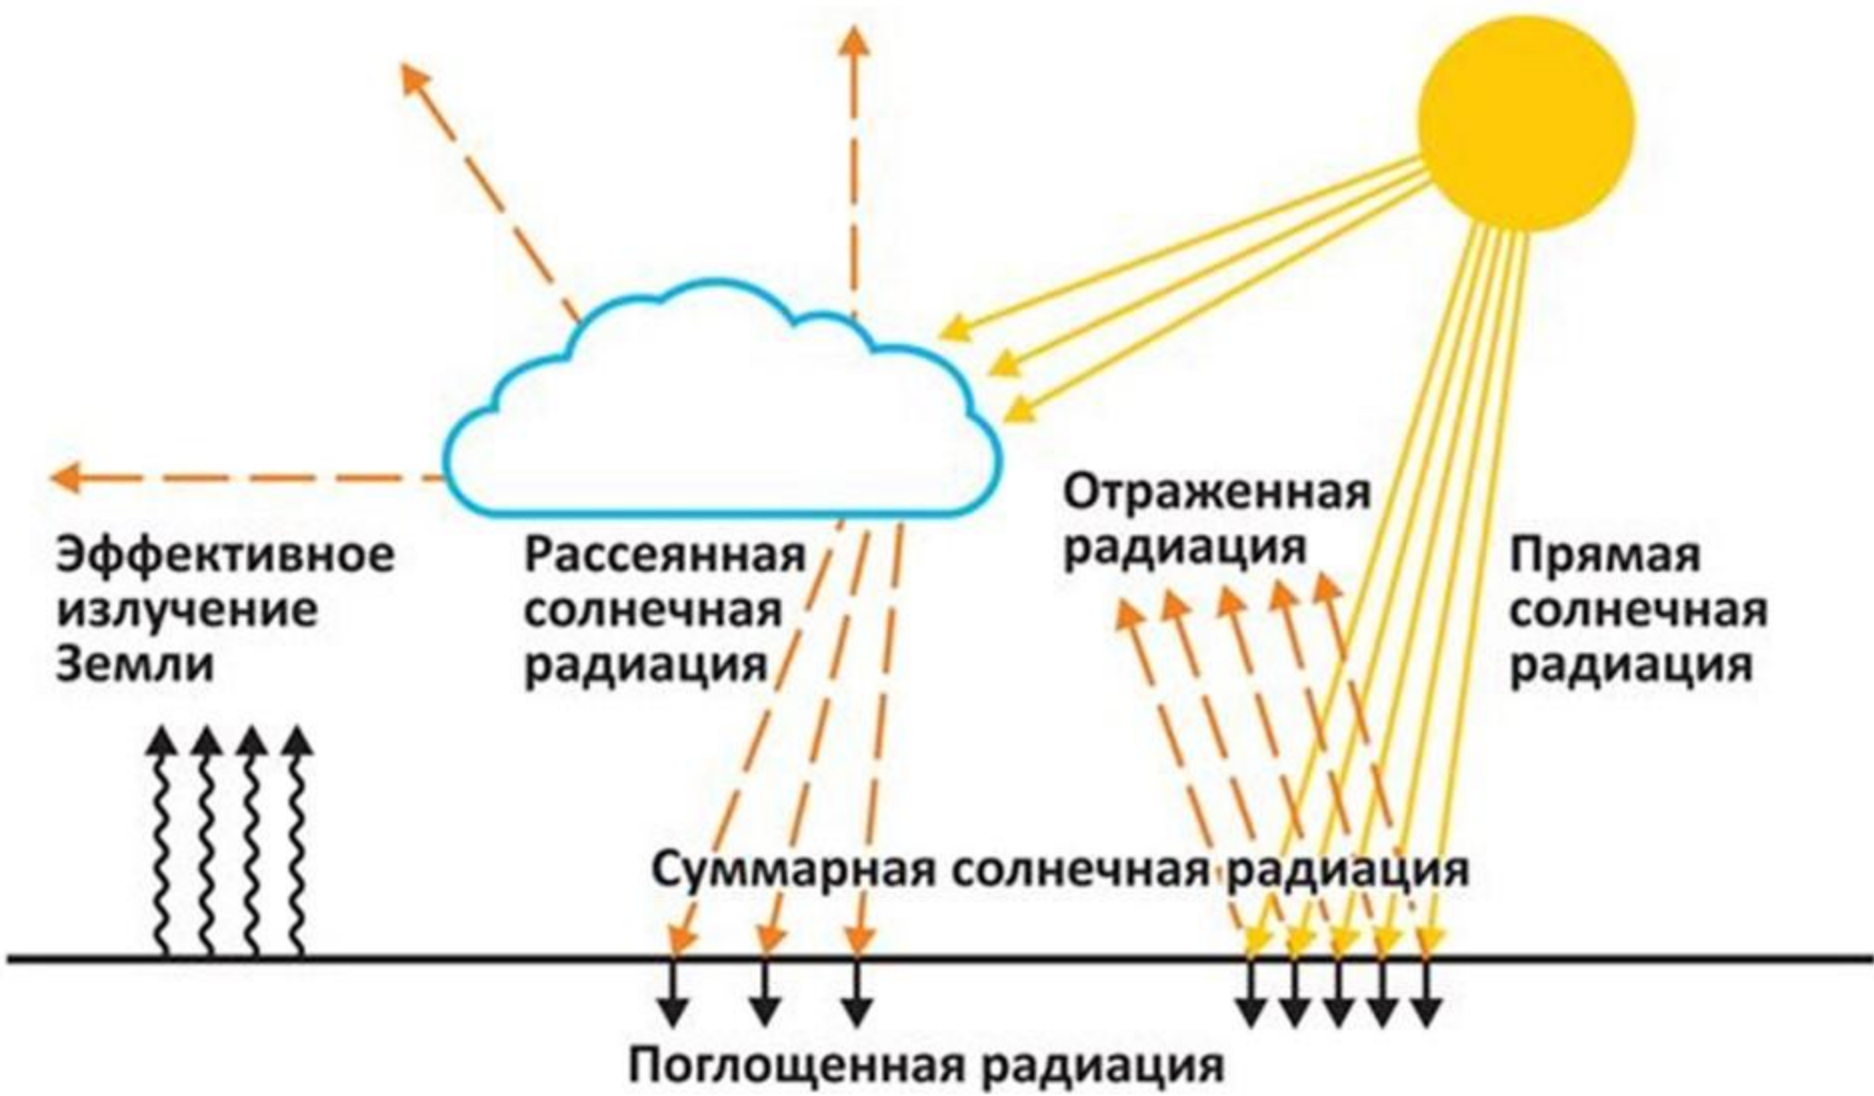 Эффективное
излучение
Земли
Рассеянная
солнечная
радиация
Отраженная
радиация
Прямая
солнечная
радиация
Суммарная солнечная радиация
Поглощенная радиация